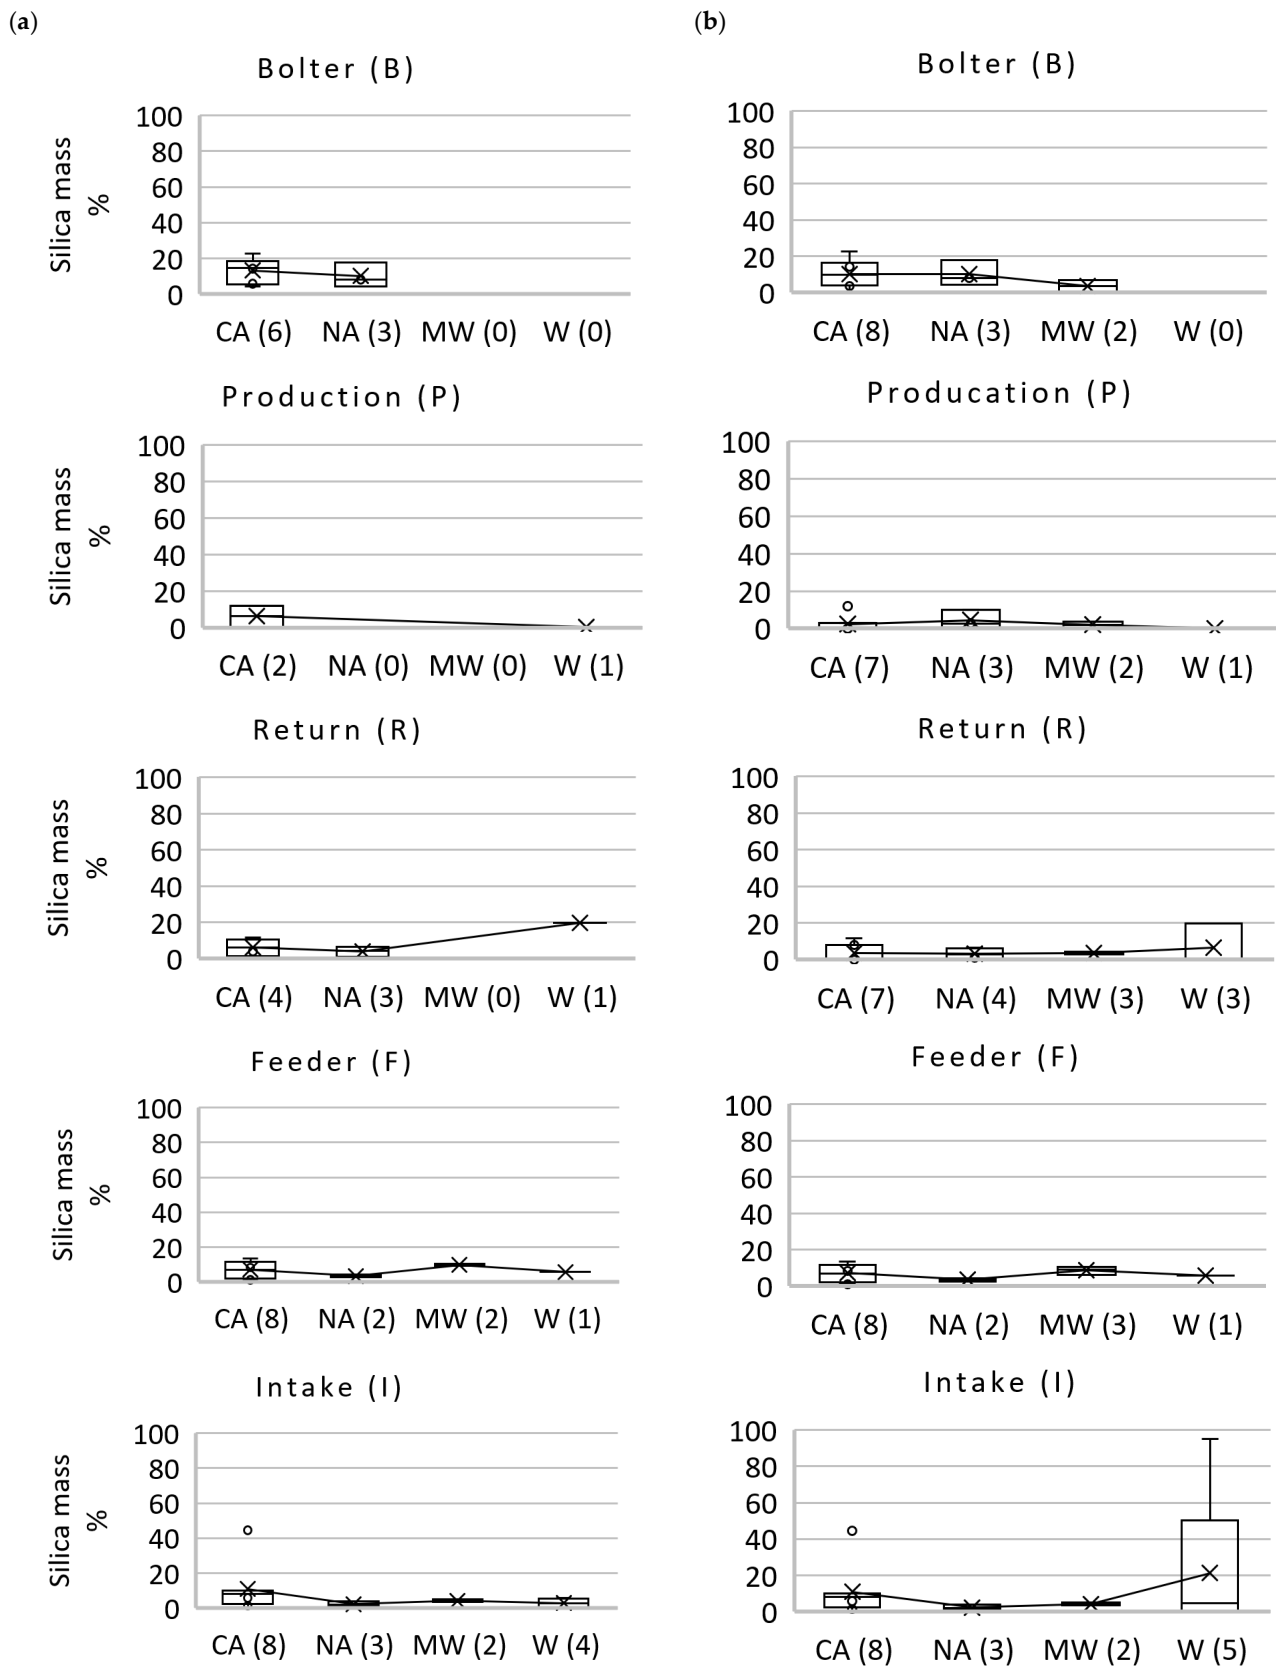 (a)
Bolter (B)
Silica mass
%
100
80
60
40
20
0
CA (6) NA (3) MW (0) W (0)
Production (P)
Silica mass
%
100
80
60
40
20
0
CA (2) NA (0) MW (0) W (1)
Return (R)
Silica mass
%
100
80
60
40
20
0
CA (4) NA (3) MW (0) W (1)
Feeder (F)
Silica mass
%
100
80
60
40
20
0
CA (8) NA (2) MW (2) W (1)
Intake (I)
Silica mass
%
100
80
60
40
20
0
CA (8) NA (3) MW (2) W (4)
(b)
Bolter (B)
100
80
60
40
20
0
CA (8) NA (3) MW (2) W (0)
Producation (P)
100
80
60
40
20
0
CA (7) NA (3) MW (2) W (1)
Return (R)
100
80
60
40
20
0
CA (7) NA (4) MW (3) W (3)
Feeder (F)
100
80
60
40
20
0
CA (8) NA (2) MW (3) W (1)
Intake (I)
100
80
60
40
20
0
CA (8) NA (3) MW (2) W (5)